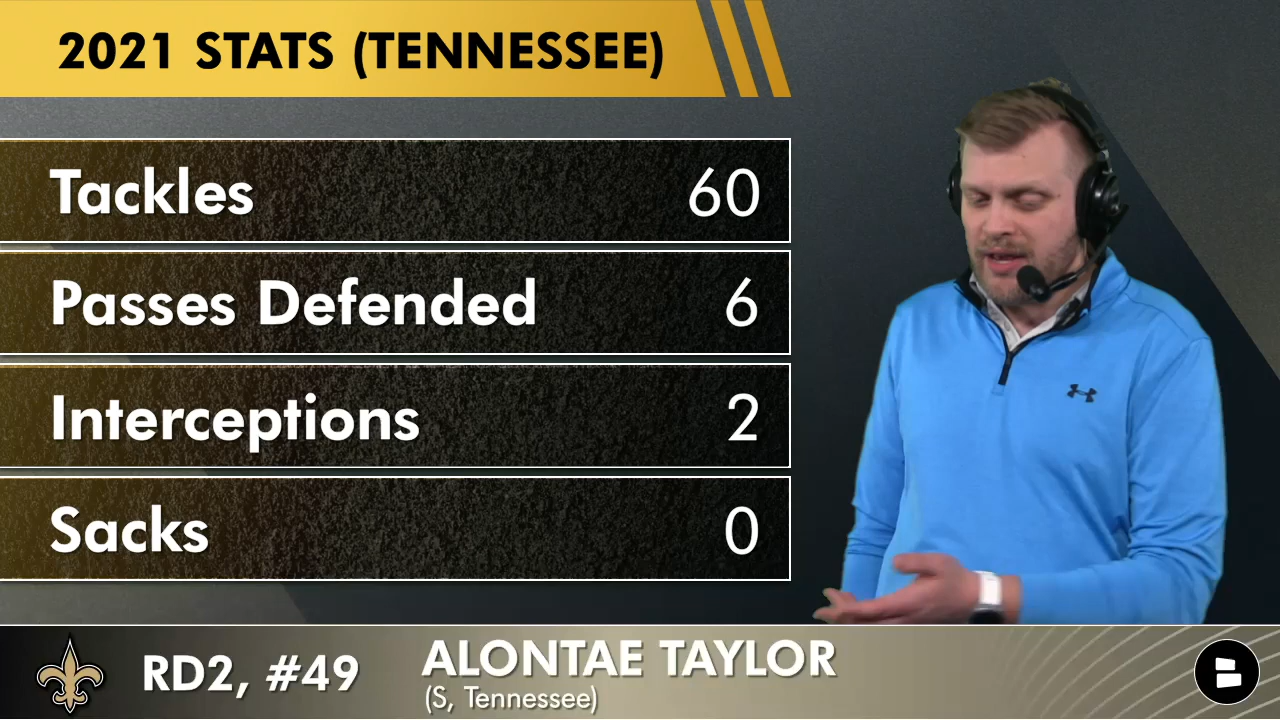 2021 STATS (TENNESSEE)
Tackles 60
Passes Defended 6
Interceptions 2
Sacks 0
RD2, #49
ALONTAE TAYLOR
(S, Tennessee)